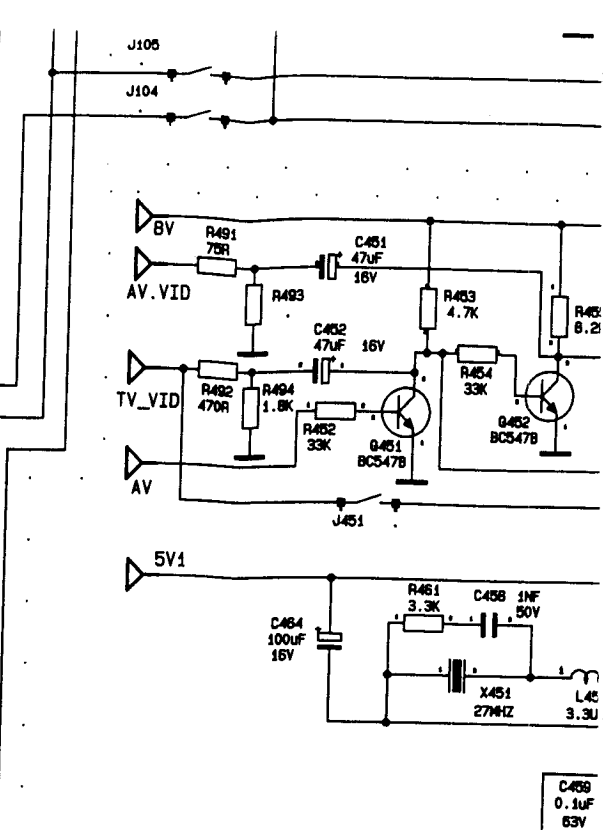 J105
J104
8V
R491
75R
C451
47uF
16V
AV.VID
R493
R453
4.7K
C452
47uF 16V
TV_VID
R492
470R
R494
1.8K
R452
33K
R454
33K
Q451
BC547B
Q452
BC547B
AV
J451
5V1
C464
100uF
16V
R461
3.3K
C458 1NF
50V
X451
27MHZ
3.3U
C459
0.1uF
63V